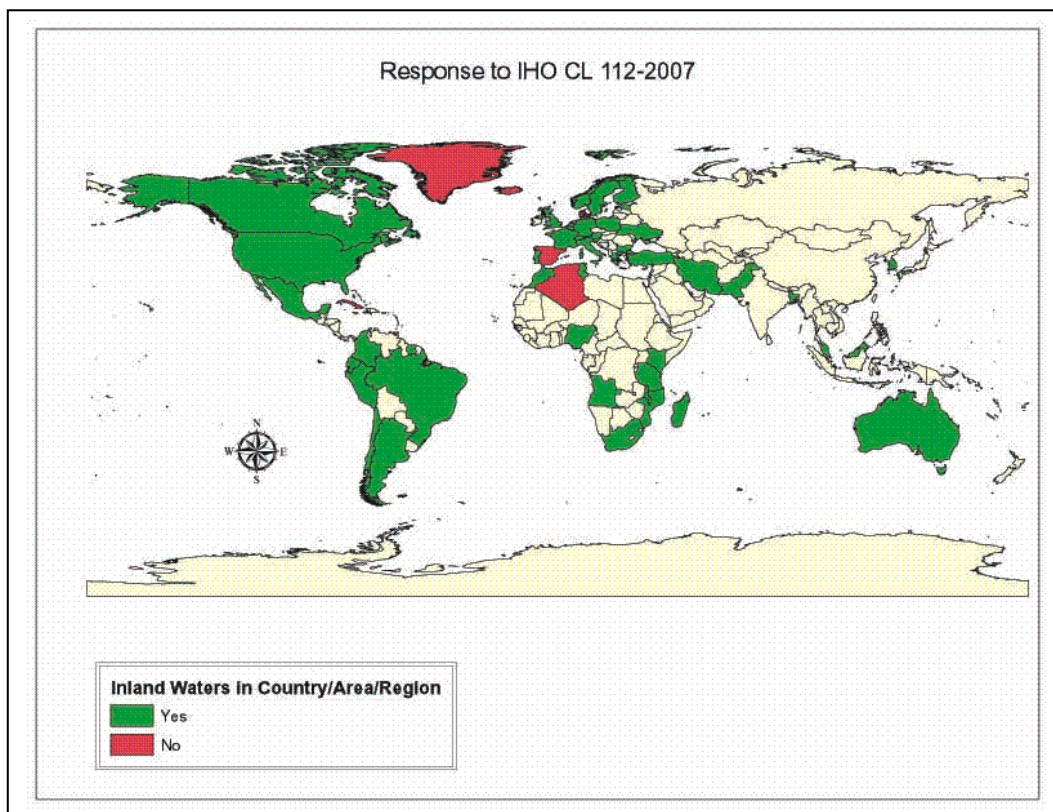 Response to IHO CL 112-2007
N
W E
S
Inland Waters in Country/Area/Region
Yes
No